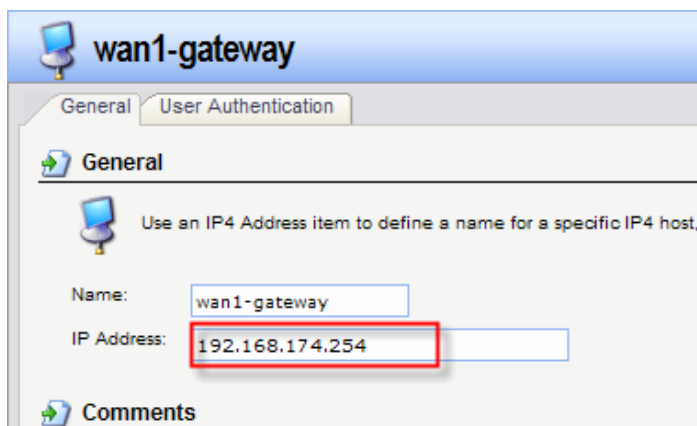 wan1-gateway
General User Authentication
General
Use an IP4 Address item to define a name for a specific IP4 host,
Name: wan1-gateway
IP Address: 192.168.174.254
Comments